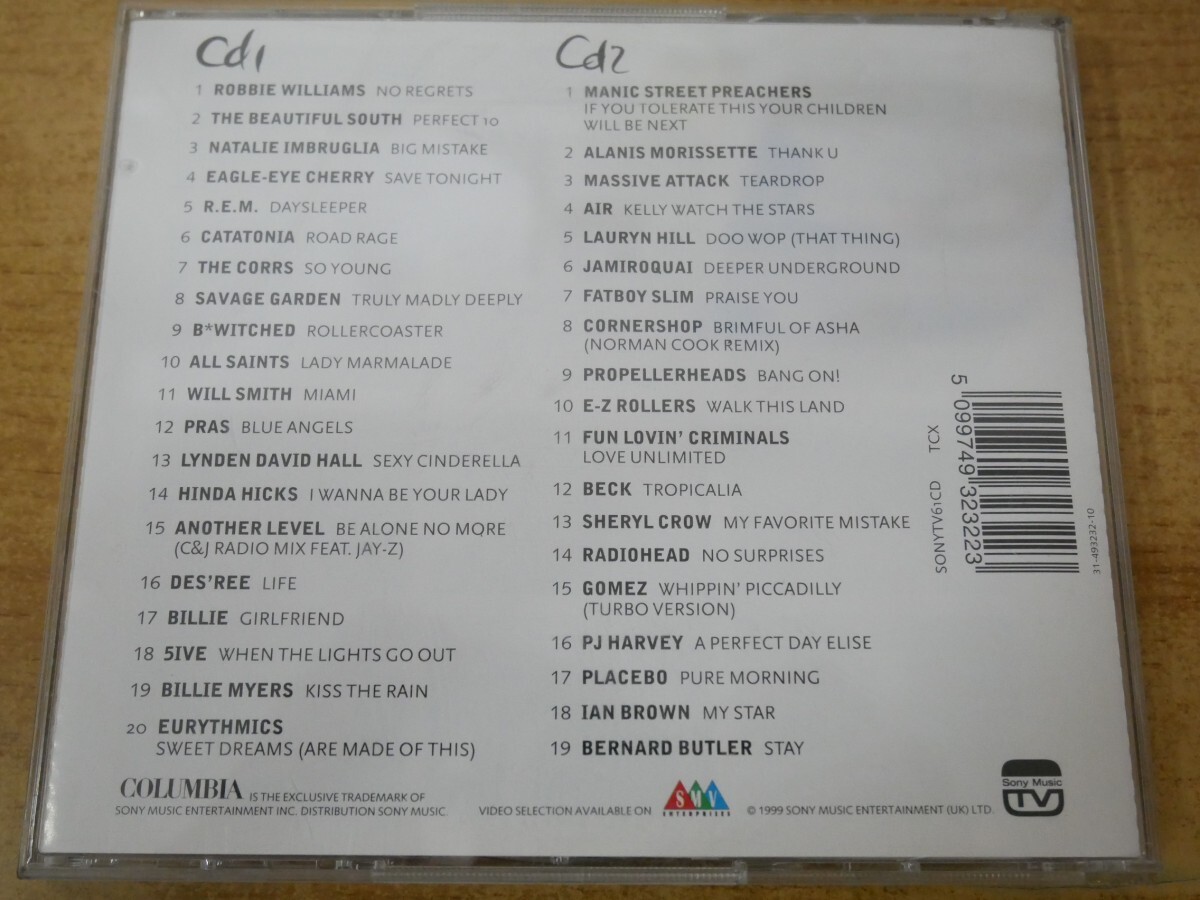 Cd1
1 ROBBIE WILLIAMS NO REGRETS
2 THE BEAUTIFUL SOUTH PERFECT 10
3 NATALIE IMBRUGLIA BIG MISTAKE
4 EAGLE-EYE CHERRY SAVE TONIGHT
5 R.E.M. DAYSLEEPER
6 CATATONIA ROAD RAGE
7 THE CORRS SO YOUNG
8 SAVAGE GARDEN TRULY MADLY DEEPLY
9 B*WITCHED ROLLERCOASTER
10 ALL SAINTS LADY MARMALADE
11 WILL SMITH MIAMI
12 PRAS BLUE ANGELS
13 LYNDEN DAVID HALL SEXY CINDERELLA
14 HINDA HICKS I WANNA BE YOUR LADY
15 ANOTHER LEVEL BE ALONE NO MORE
(C&J RADIO MIX FEAT. JAY-Z)
16 DES'REE LIFE
17 BILLIE GIRLFRIEND
18 5IVE WHEN THE LIGHTS GO OUT
19 BILLIE MYERS KISS THE RAIN
20 EURYTHMICS
SWEET DREAMS (ARE MADE OF THIS)
Cd2
1 MANIC STREET PREACHERS
IF YOU TOLERATE THIS YOUR CHILDREN
WILL BE NEXT
2 ALANIS MORISSETTE THANK U
3 MASSIVE ATTACK TEARDROP
4 AIR KELLY WATCH THE STARS
5 LAURYN HILL DOO WOP (THAT THING)
6 JAMIROQUAI DEEPER UNDERGROUND
7 FATBOY SLIM PRAISE YOU
8 CORNERSHOP BRIMFUL OF ASHA
(NORMAN COOK REMIX)
9 PROPELLERHEADS BANG ON!
10 E-Z ROLLERS WALK THIS LAND
11 FUN LOVIN' CRIMINALS
LOVE UNLIMITED
12 BECK TROPICALIA
13 SHERYL CROW MY FAVORITE MISTAKE
14 RADIOHEAD NO SURPRISES
15 GOMEZ WHIPPIN' PICCADILLY
(TURBO VERSION)
16 PJ HARVEY A PERFECT DAY ELISE
17 PLACEBO PURE MORNING
18 IAN BROWN MY STAR
19 BERNARD BUTLER STAY
SONYTV61CD TCX
5 099749 323223
31-493232-10
COLUMBIA IS THE EXCLUSIVE TRADEMARK OF
SONY MUSIC ENTERTAINMENT INC. DISTRIBUTION SONY MUSIC.
VIDEO SELECTION AVAILABLE ON
SMV
ENTERPRISES
© 1999 SONY MUSIC ENTERTAINMENT (UK) LTD.
Sony Music
TV